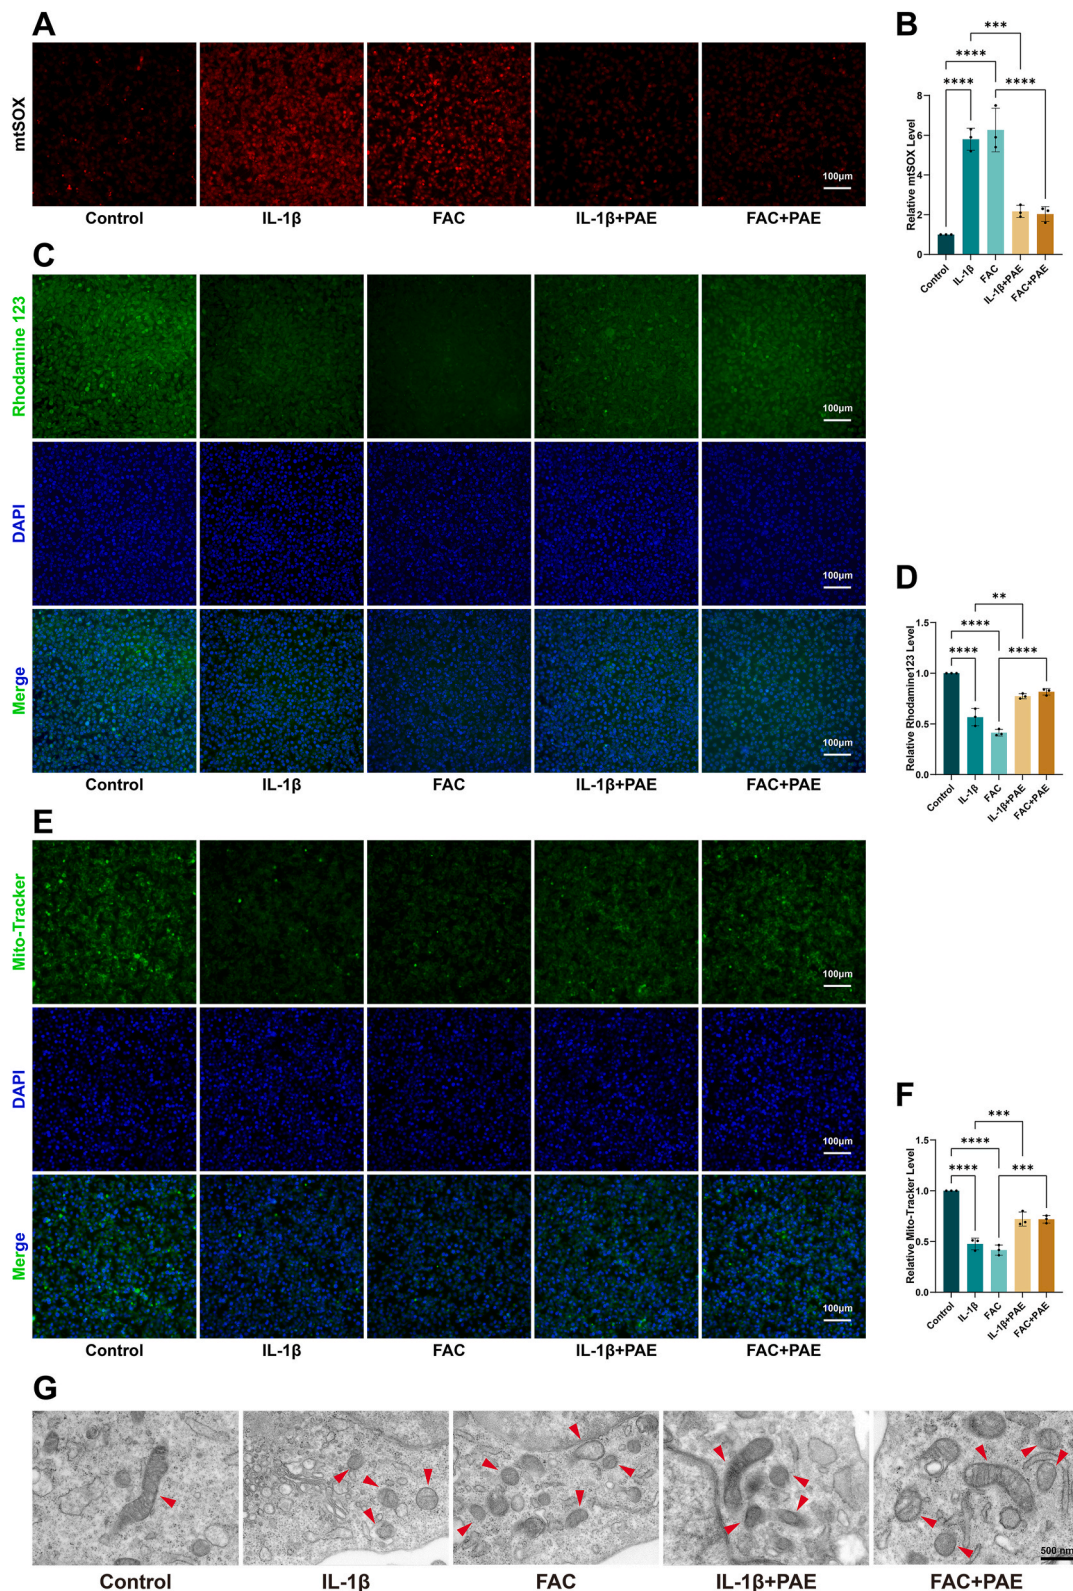 A
mtSOX
100μm
Control IL-1β FAC IL-1β+PAE FAC+PAE
B
***
****
**** ****
Relative mtSOX Level
8
6
4
2
0
Control IL-1β FAC IL-1β+PAE FAC+PAE
C
Rhodamine 123
100μm
DAPI
100μm
Merge
100μm
Control IL-1β FAC IL-1β+PAE FAC+PAE
D
**
****
**** ****
Relative Rhodamine123 Level
1.5
1.0
0.5
0.0
Control IL-1β FAC IL-1β+PAE FAC+PAE
E
Mito-Tracker
100μm
DAPI
100μm
Merge
100μm
Control IL-1β FAC IL-1β+PAE FAC+PAE
F
***
****
**** ***
Relative Mito-Tracker Level
1.5
1.0
0.5
0.0
Control IL-1β FAC IL-1β+PAE FAC+PAE
G
500 nm
Control IL-1β FAC IL-1β+PAE FAC+PAE